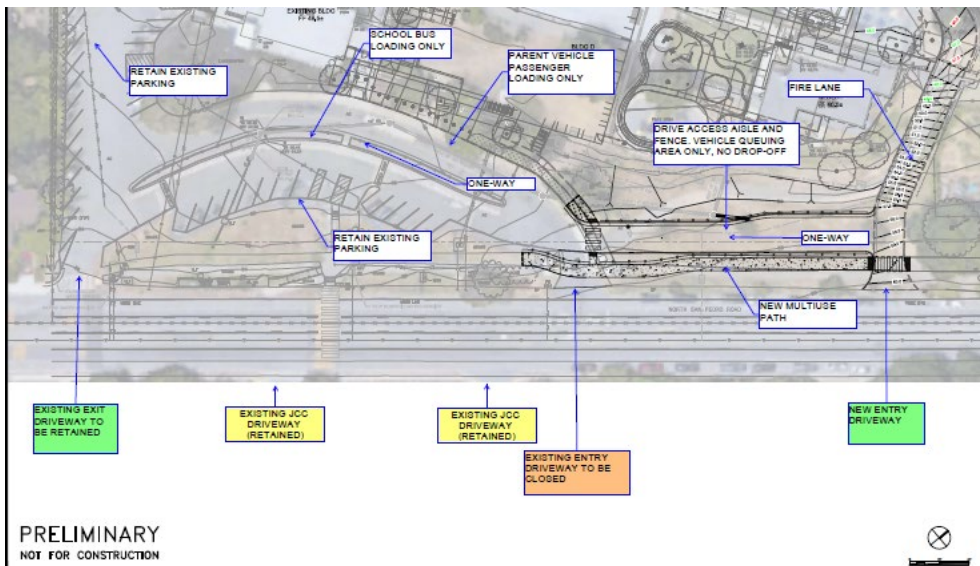 EXISTING BLDG
SCHOOL BUS
LOADING ONLY
PARENT VEHICLE
PASSENGER
LOADING ONLY
BLDG D
RETAIN EXISTING
PARKING
FIRE LANE
DRIVE ACCESS AISLE AND
FENCE. VEHICLE QUEUING
AREA ONLY, NO DROP-OFF
ONE-WAY
RETAIN EXISTING
PARKING
ONE-WAY
NEW MULTIUSE
PATH
NORTH SAN PEDRO ROAD
EXISTING EXIT
DRIVEWAY TO
BE RETAINED
EXISTING JCC
DRIVEWAY
(RETAINED)
EXISTING JCC
DRIVEWAY
(RETAINED)
EXISTING ENTRY
DRIVEWAY TO BE
CLOSED
NEW ENTRY
DRIVEWAY
PRELIMINARY
NOT FOR CONSTRUCTION